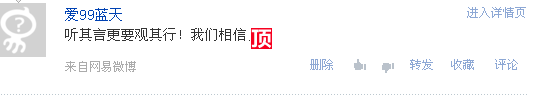 爱99蓝天
进入详情页
听其言更要观其行！我们相信 顶
来自网易微博
删除 转发 收藏 评论